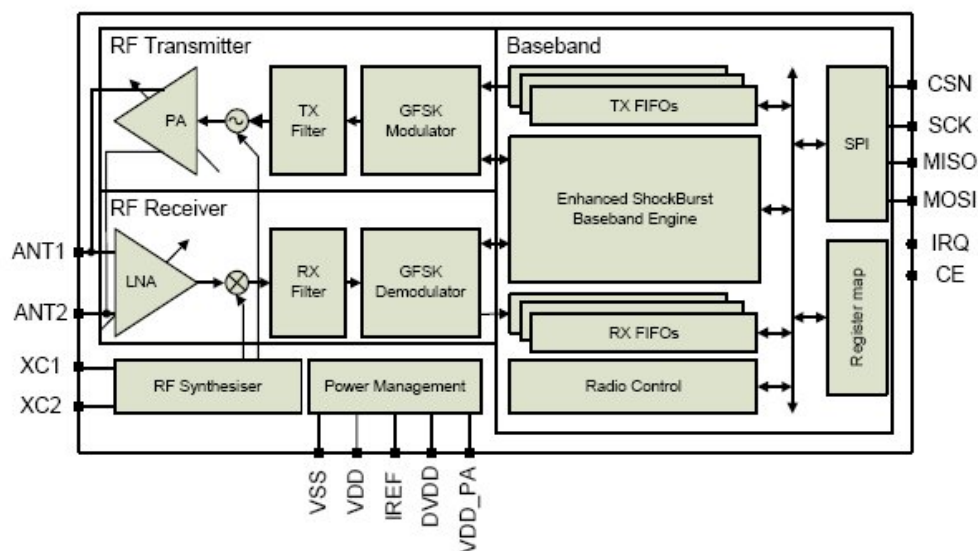 RF Transmitter
Baseband
PA
TX
Filter
GFSK
Modulator
TX FIFOs
SPI
CSN
SCK
MISO
MOSI
Enhanced ShockBurst
Baseband Engine
RF Receiver
ANT1
ANT2
LNA
RX
Filter
GFSK
Demodulator
RX FIFOs
Register map
IRQ
CE
XC1
XC2
RF Synthesiser
Power Management
Radio Control
VSS
VDD
IREF
DVDD
VDD_PA